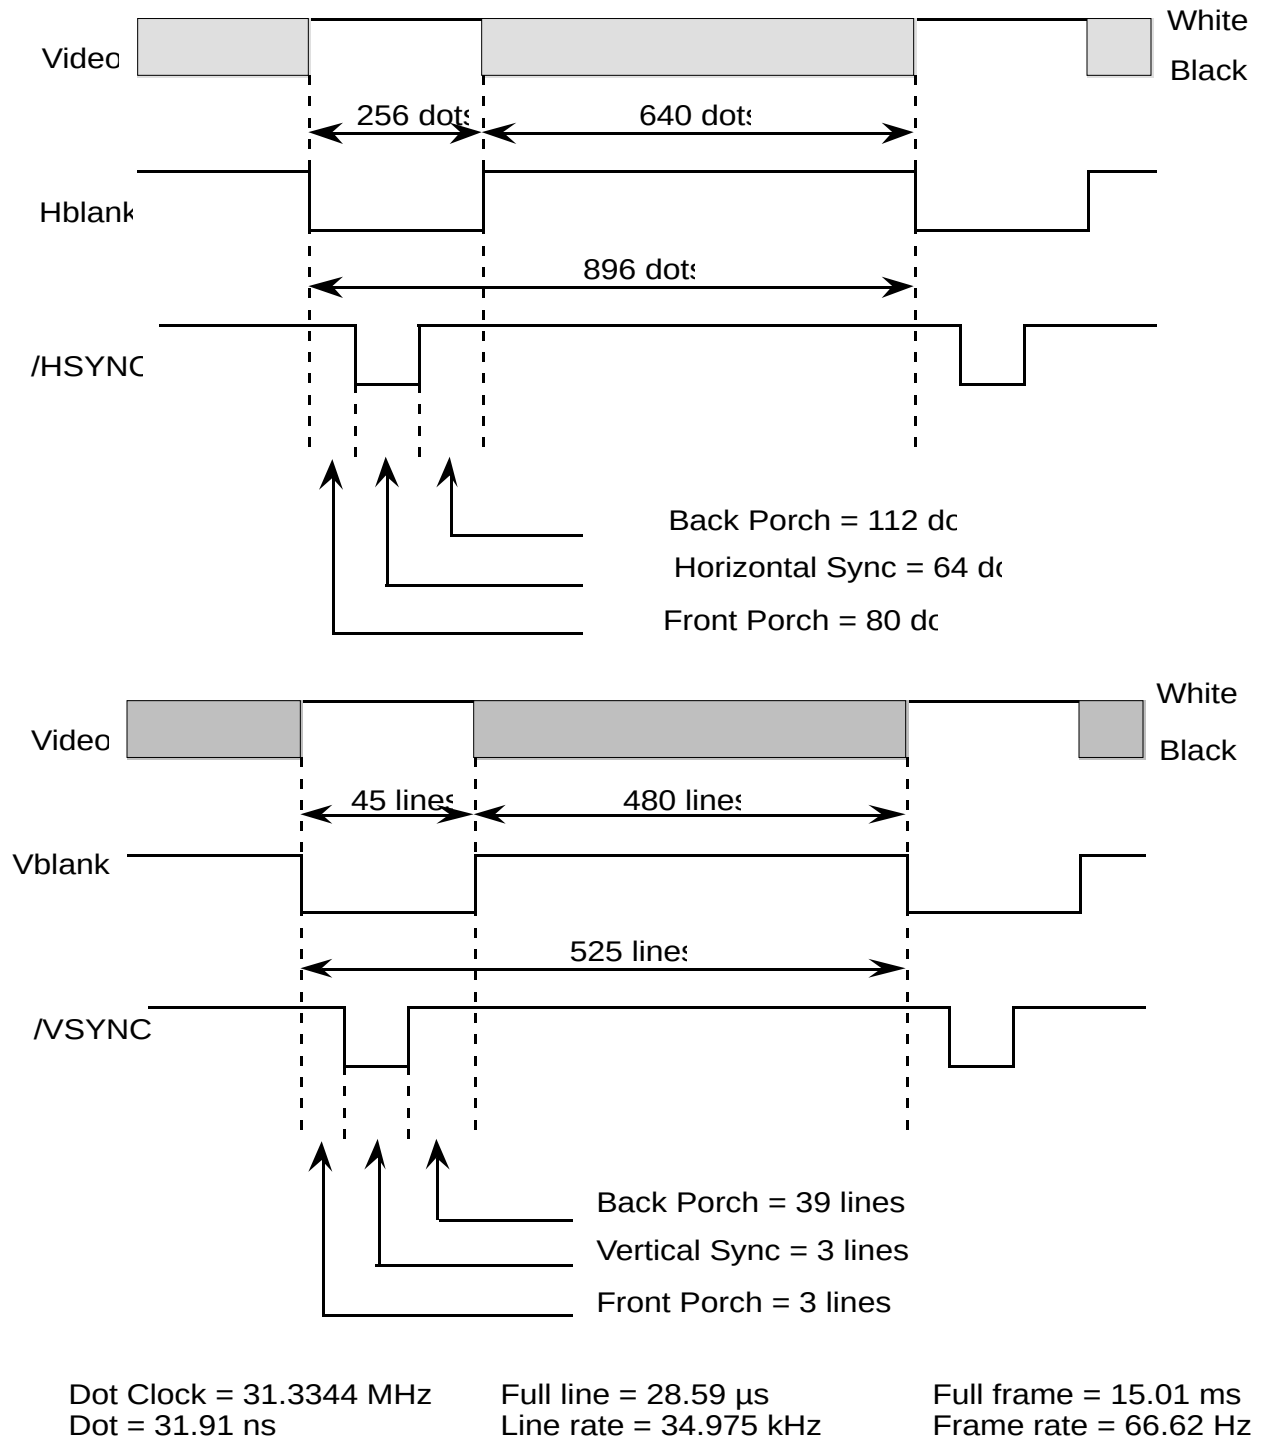 White
Video
Black
256 dots
640 dots
Hblank
896 dots
/HSYNC
Back Porch = 112 do
Horizontal Sync = 64 do
Front Porch = 80 do
White
Video
Black
45 lines
480 lines
Vblank
525 lines
/VSYNC
Back Porch = 39 lines
Vertical Sync = 3 lines
Front Porch = 3 lines
Dot Clock = 31.3344 MHz
Full line = 28.59 µs
Full frame = 15.01 ms
Dot = 31.91 ns
Line rate = 34.975 kHz
Frame rate = 66.62 Hz